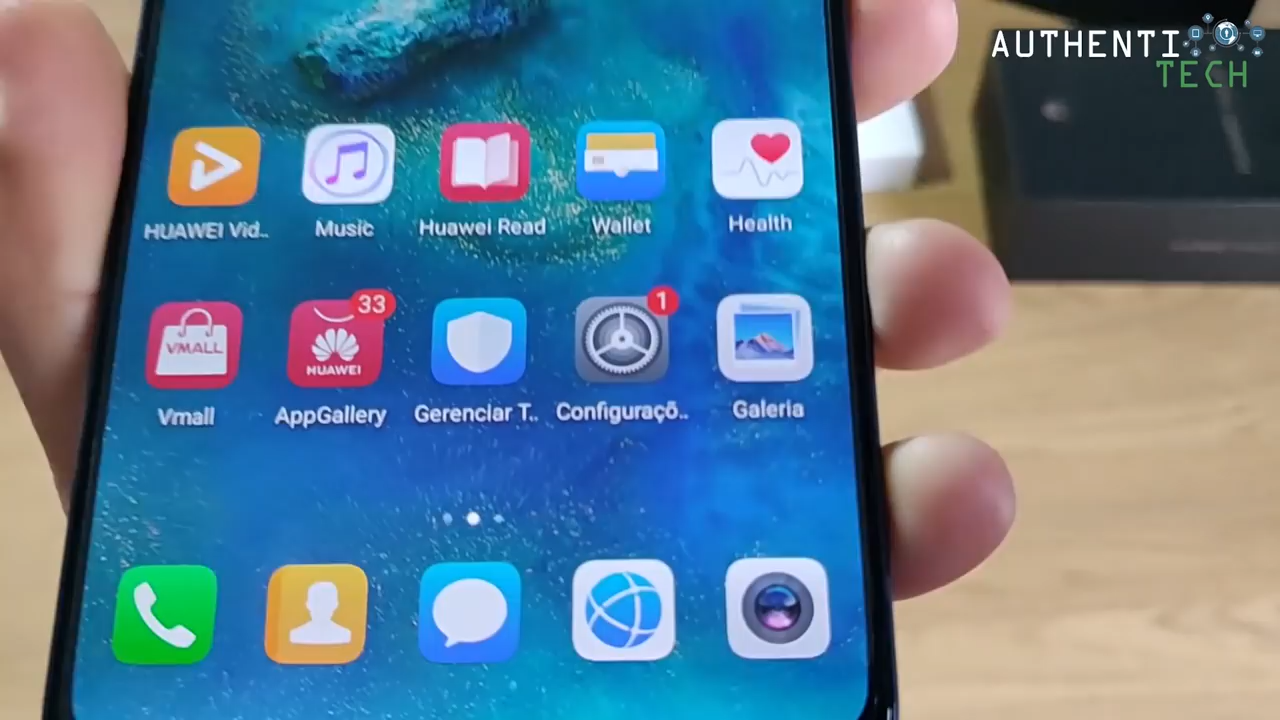 AUTHENTI
TECH
HUAWEI Vid..
Music
Huawei Read
Wallet
Health
33
1
VMALL
HUAWEI
Vmall
AppGallery
Gerenciar T..
Configuraçõ..
Galeria